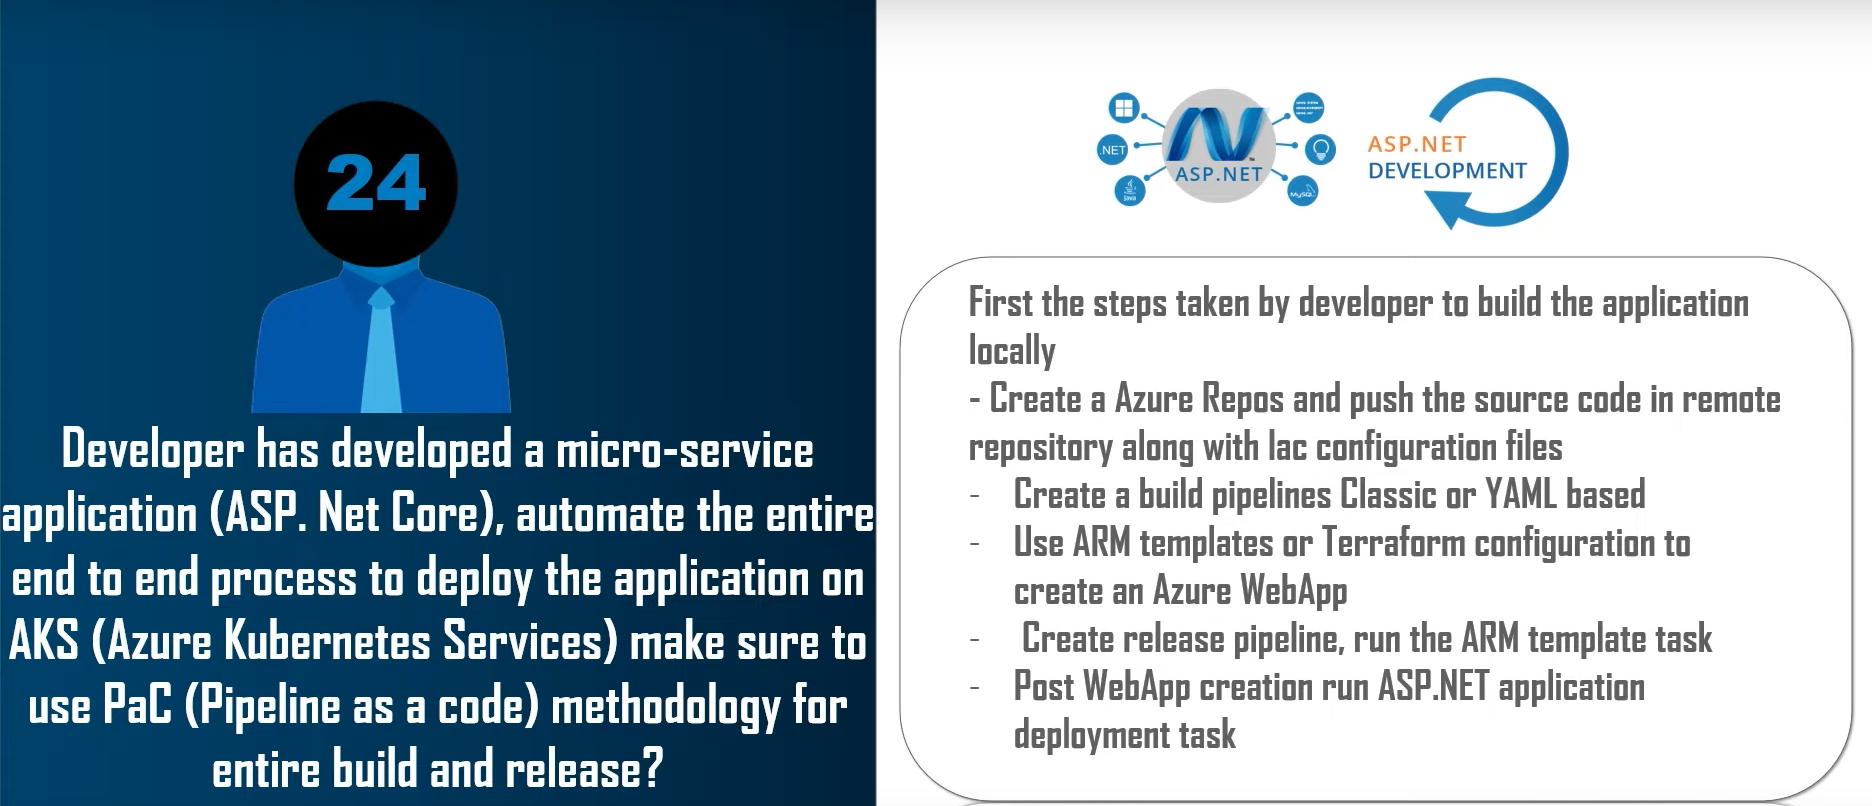 24
Developer has developed a micro-service
application (ASP. Net Core), automate the entire
end to end process to deploy the application on
AKS (Azure Kubernetes Services) make sure to
use PaC (Pipeline as a code) methodology for
entire build and release?
.NET
Java
ASP.NET
MySQL
ASP.NET
DEVELOPMENT
First the steps taken by developer to build the application
locally
- Create a Azure Repos and push the source code in remote
repository along with Iac configuration files
- Create a build pipelines Classic or YAML based
- Use ARM templates or Terraform configuration to
create an Azure WebApp
- Create release pipeline, run the ARM template task
- Post WebApp creation run ASP.NET application
deployment task